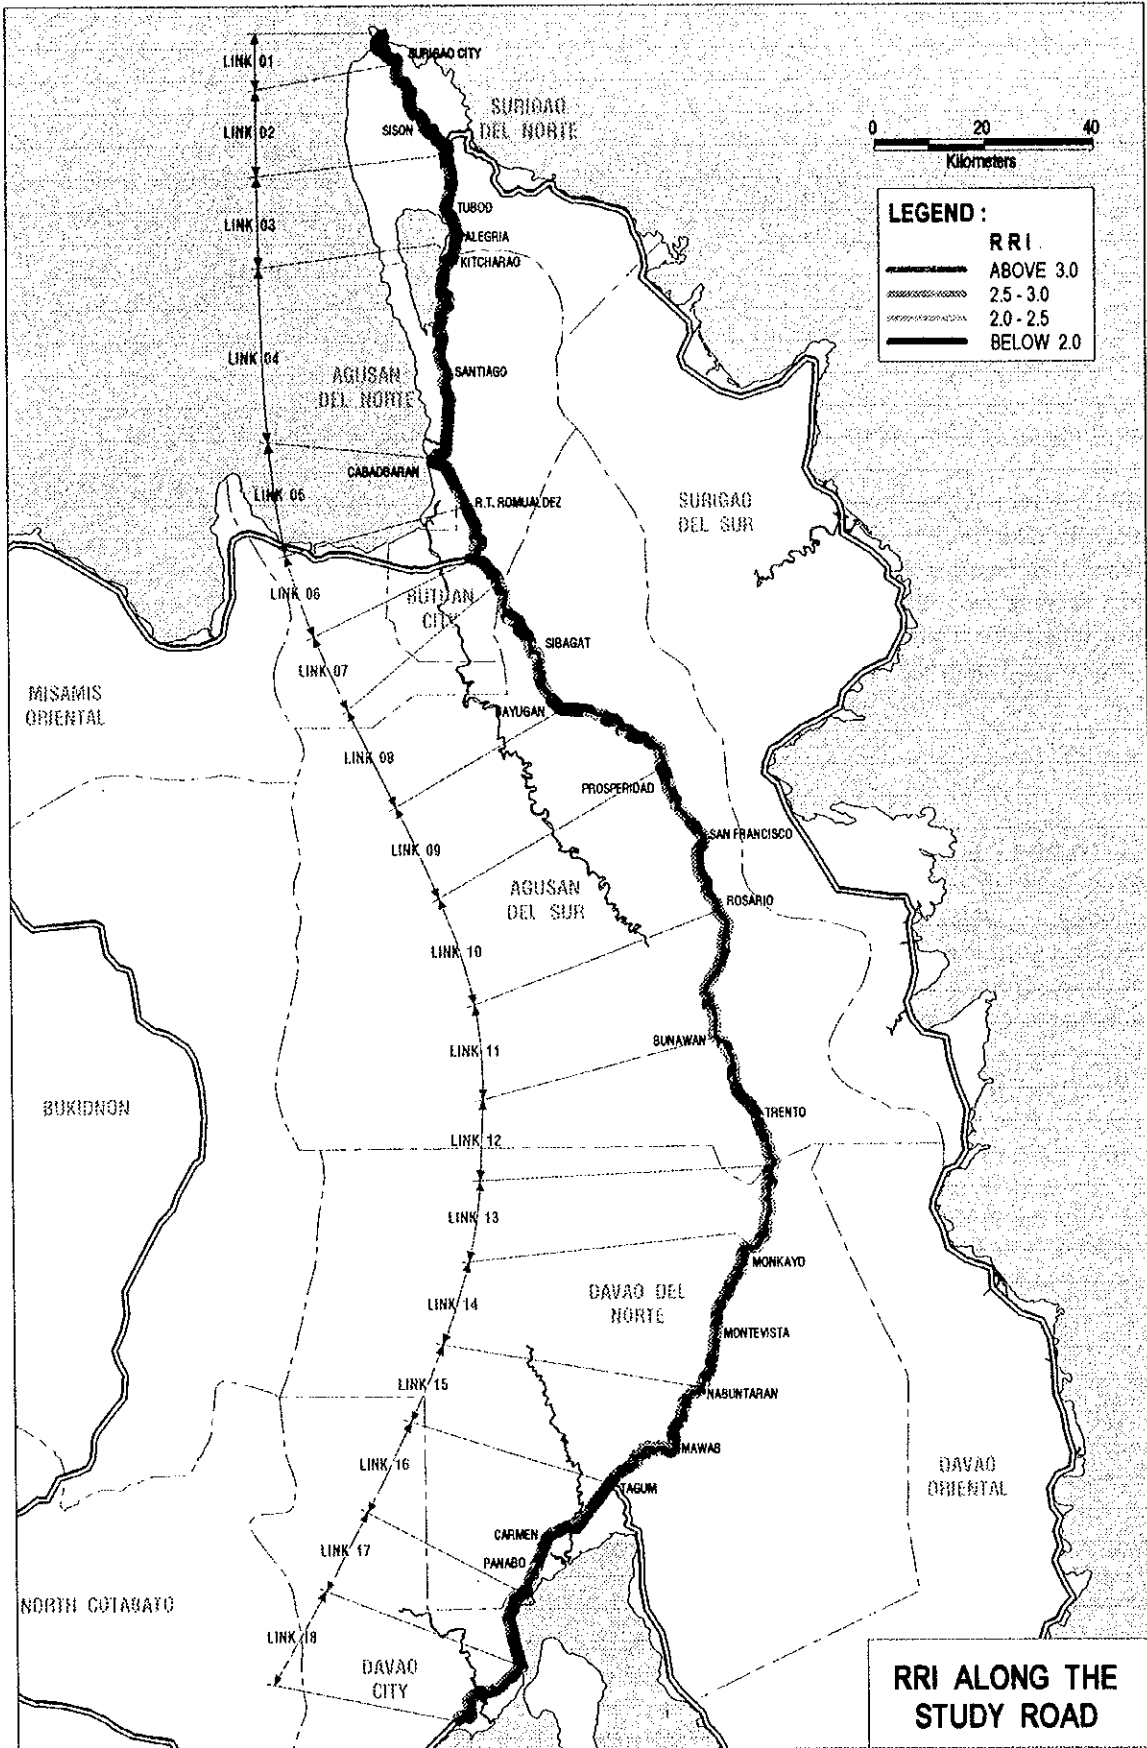 SURIGAO CITY
LINK 01
SURIGAO
DEL NORTE
LINK 02
SISON
0 20 40
Kilometers
LEGEND :
RRI
ABOVE 3.0
2.5 - 3.0
2.0 - 2.5
BELOW 2.0
TUBOD
LINK 03
ALEGRIA
KITCHARAO
LINK 04
SANTIAGO
AGUSAN
DEL NORTE
CABADBARAN
LINK 05
R.T. ROMUALDEZ
SURIGAO
DEL SUR
LINK 06
BUTUAN
CITY
SIBAGAT
LINK 07
MISAMIS
ORIENTAL
BAYUGAN
LINK 08
PROSPERIDAD
SAN FRANCISCO
LINK 09
AGUSAN
DEL SUR
ROSARIO
LINK 10
BUNAWAN
LINK 11
BUKIDNON
TRENTO
LINK 12
LINK 13
MONKAYO
DAVAO DEL
NORTE
LINK 14
MONTEVISTA
LINK 15
NABUNTARAN
MAWAB
LINK 16
TAGUM
DAVAO
ORIENTAL
CARMEN
LINK 17
PANABO
NORTH COTABATO
LINK 18
DAVAO
CITY
RRI ALONG THE
STUDY ROAD